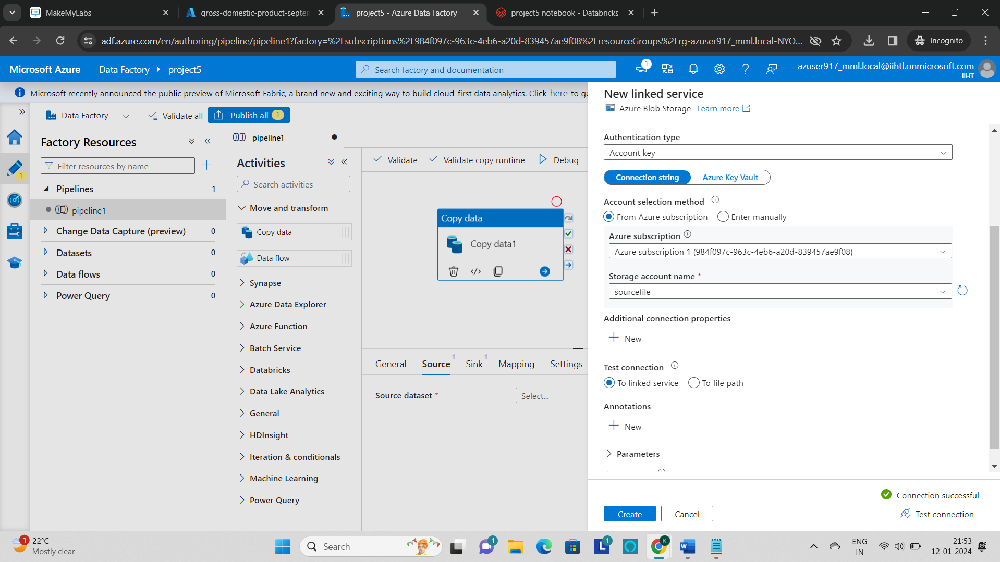 MakeMyLabs
gross-domestic-product-septen
project5 - Azure Data Factory
project5 notebook - Databricks
adf.azure.com/en/authoring/pipeline/pipeline1?factory=%2Fsubscriptions%2F984f097c-963c-4eb6-a20d-839457ae9f08%2FresourceGroups%2Frg-azuser917_mml.local-NYO...
Incognito
Microsoft Azure
Data Factory
project5
Search factory and documentation
1
azuser917_mml.local@iihtl.onmicrosoft.com
IIHT
Microsoft recently announced the public preview of Microsoft Fabric, a brand new and exciting way to build cloud-first data analytics. Click here to ge
Data Factory
Validate all
Publish all 1
Factory Resources
Filter resources by name
1
Pipelines 1
pipeline1
Change Data Capture (preview) 0
Datasets 0
Data flows 0
Power Query 0
pipeline1
Activities
Search activities
Move and transform
Copy data
Data flow
Synapse
Azure Data Explorer
Azure Function
Batch Service
Databricks
Data Lake Analytics
General
HDInsight
Iteration & conditionals
Machine Learning
Power Query
Validate
Validate copy runtime
Debug
Copy data
Copy data1
General
Source 1
Sink 1
Mapping
Settings
Source dataset *
Select...
New linked service
Azure Blob Storage Learn more
Authentication type
Account key
Connection string
Azure Key Vault
Account selection method
From Azure subscription
Enter manually
Azure subscription
Azure subscription 1 (984f097c-963c-4eb6-a20d-839457ae9f08)
Storage account name *
sourcefile
Additional connection properties
New
Test connection
To linked service
To file path
Annotations
New
Parameters
Connection successful
Create
Cancel
Test connection
1
22°C
Mostly clear
Search
1
L
1
K
W
ENG
IN
21:53
12-01-2024